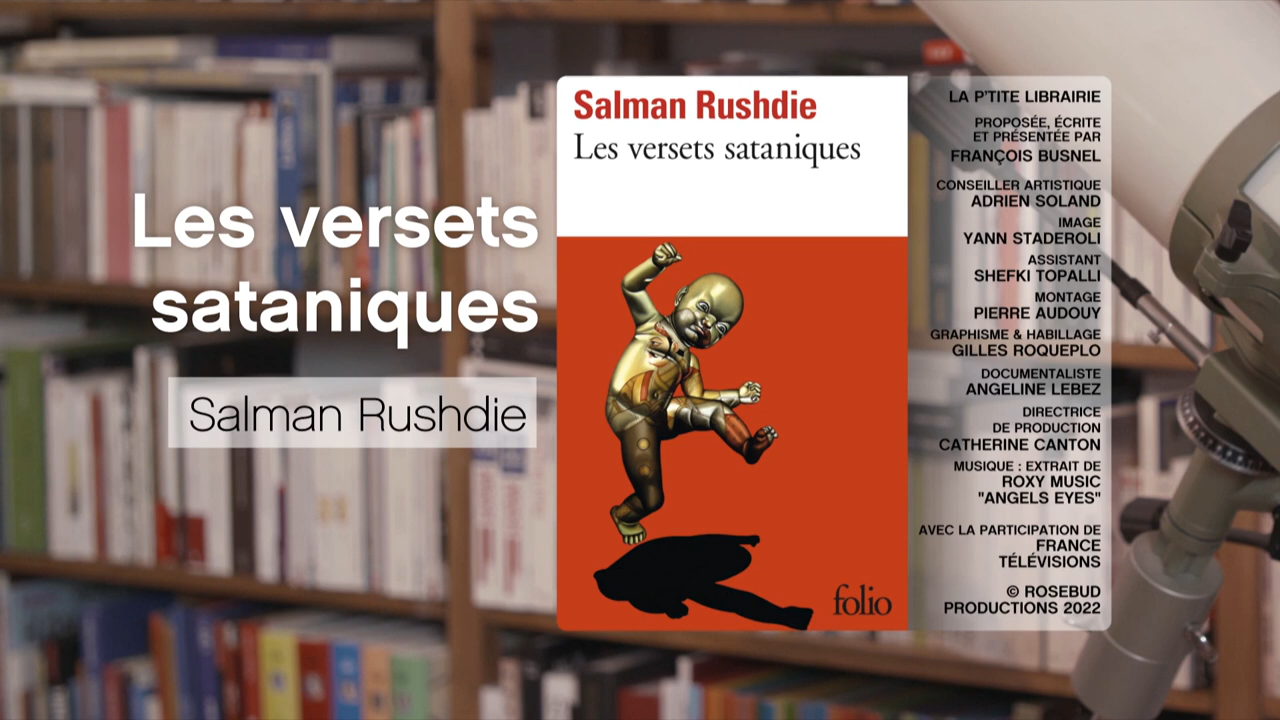 Les versets
sataniques
Salman Rushdie
Salman Rushdie
Les versets sataniques
folio
LA P'TITE LIBRAIRIE
PROPOSÉE, ÉCRITE
ET PRÉSENTÉE PAR
FRANÇOIS BUSNEL
CONSEILLER ARTISTIQUE
ADRIEN SOLAND
IMAGE
YANN STADEROLI
ASSISTANT
SHEFKI TOPALLI
MONTAGE
PIERRE AUDOUY
GRAPHISME & HABILLAGE
GILLES ROQUEPLO
DOCUMENTALISTE
ANGELINE LEBEZ
DIRECTRICE
DE PRODUCTION
CATHERINE CANTON
MUSIQUE : EXTRAIT DE
ROXY MUSIC
"ANGELS EYES"
AVEC LA PARTICIPATION DE
FRANCE
TÉLÉVISIONS
© ROSEBUD
PRODUCTIONS 2022